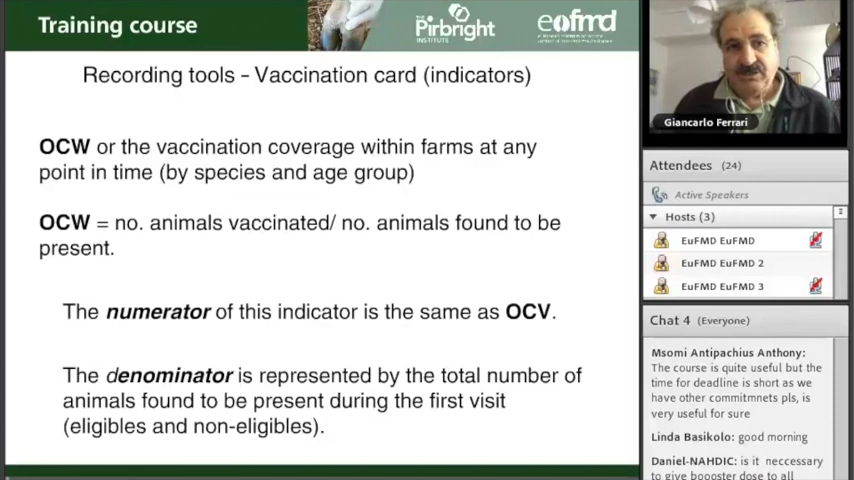 Training course
THE
Pirbright
INSTITUTE
eofmd
Recording tools – Vaccination card (indicators)
OCW or the vaccination coverage within farms at any
point in time (by species and age group)
OCW = no. animals vaccinated/ no. animals found to be
present.
The numerator of this indicator is the same as OCV.
The denominator is represented by the total number of
animals found to be present during the first visit
(eligibles and non-eligibles).
Giancarlo Ferrari
Attendees (24)
Active Speakers
Hosts (3)
EuFMD EuFMD
EuFMD EuFMD 2
EuFMD EuFMD 3
Chat 4 (Everyone)
Msomi Antipachius Anthony:
The course is quite useful but the
time for deadline is short as we
have other commitmnets pls, is
very useful for sure
Linda Basikolo: good morning
Daniel-NAHDIC: is it neccessary
to give boooster dose to all